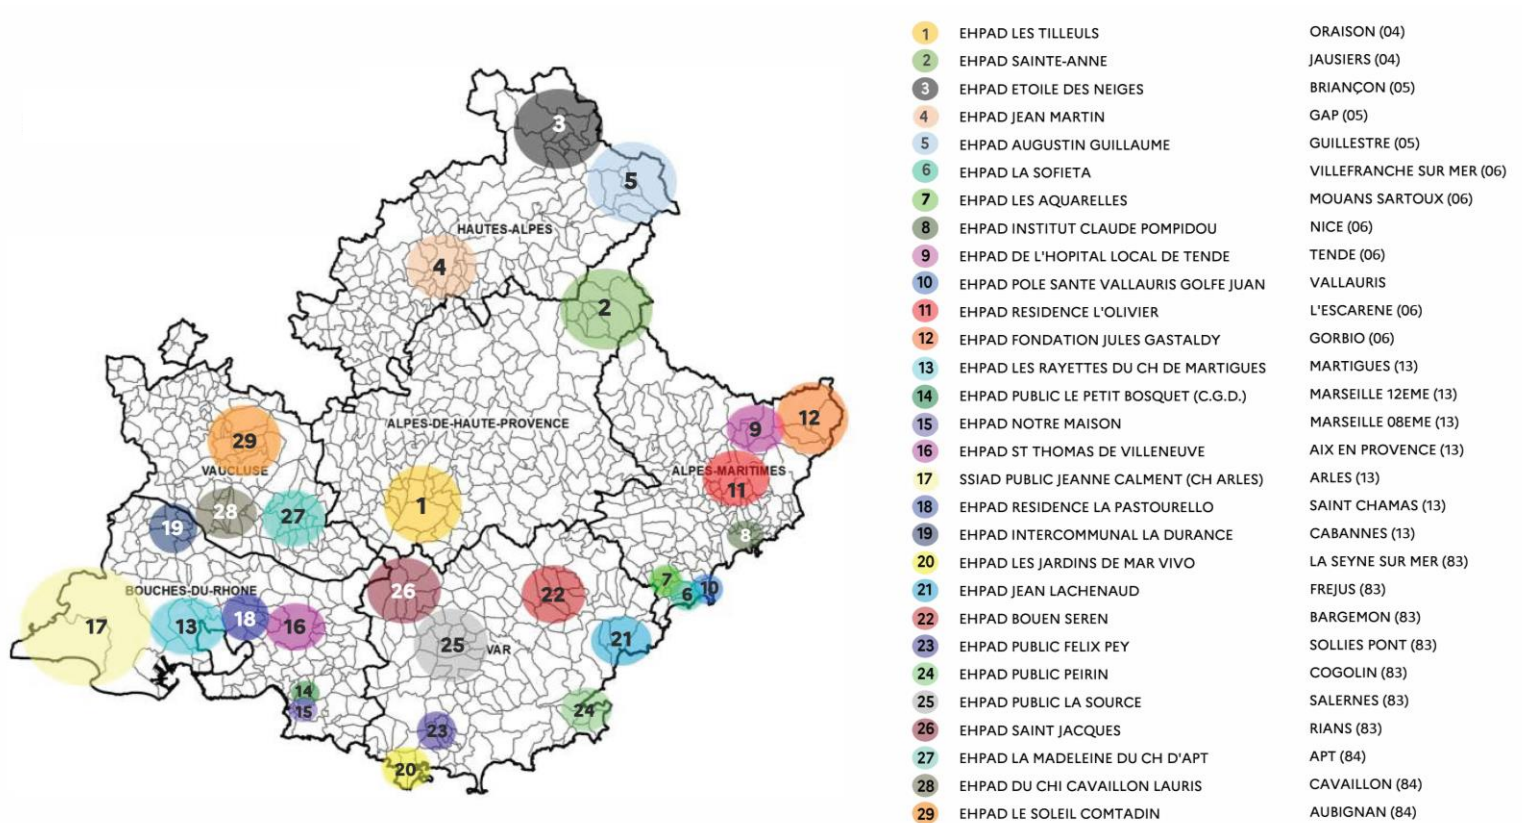 3
5
HAUTES-ALPES
4
2
ALPES-DE-HAUTE-PROVENCE
12
9
29
VAUCLUSE
ALPES-MARITIMES
11
1
28
27
19
8
BOUCHES-DU-RHONE
7
10
6
26
22
17
13
18
16
21
25
VAR
14
15
24
23
20
1 EHPAD LES TILLEULS ORAISON (04)
2 EHPAD SAINTE-ANNE JAUSIERS (04)
3 EHPAD ETOILE DES NEIGES BRIANÇON (05)
4 EHPAD JEAN MARTIN GAP (05)
5 EHPAD AUGUSTIN GUILLAUME GUILLESTRE (05)
6 EHPAD LA SOFIETA VILLEFRANCHE SUR MER (06)
7 EHPAD LES AQUARELLES MOUANS SARTOUX (06)
8 EHPAD INSTITUT CLAUDE POMPIDOU NICE (06)
9 EHPAD DE L'HOPITAL LOCAL DE TENDE TENDE (06)
10 EHPAD POLE SANTE VALLAURIS GOLFE JUAN VALLAURIS
11 EHPAD RESIDENCE L'OLIVIER L'ESCARENE (06)
12 EHPAD FONDATION JULES GASTALDY GORBIO (06)
13 EHPAD LES RAYETTES DU CH DE MARTIGUES MARTIGUES (13)
14 EHPAD PUBLIC LE PETIT BOSQUET (C.G.D.) MARSEILLE 12EME (13)
15 EHPAD NOTRE MAISON MARSEILLE 08EME (13)
16 EHPAD ST THOMAS DE VILLENEUVE AIX EN PROVENCE (13)
17 SSIAD PUBLIC JEANNE CALMENT (CH ARLES) ARLES (13)
18 EHPAD RESIDENCE LA PASTOURELLO SAINT CHAMAS (13)
19 EHPAD INTERCOMMUNAL LA DURANCE CABANNES (13)
20 EHPAD LES JARDINS DE MAR VIVO LA SEYNE SUR MER (83)
21 EHPAD JEAN LACHENAUD FREJUS (83)
22 EHPAD BOUEN SEREN BARGEMON (83)
23 EHPAD PUBLIC FELIX PEY SOLLIES PONT (83)
24 EHPAD PUBLIC PEIRIN COGOLIN (83)
25 EHPAD PUBLIC LA SOURCE SALERNES (83)
26 EHPAD SAINT JACQUES RIANS (83)
27 EHPAD LA MADELEINE DU CH D'APT APT (84)
28 EHPAD DU CHI CAVAILLON LAURIS CAVAILLON (84)
29 EHPAD LE SOLEIL COMTADIN AUBIGNAN (84)